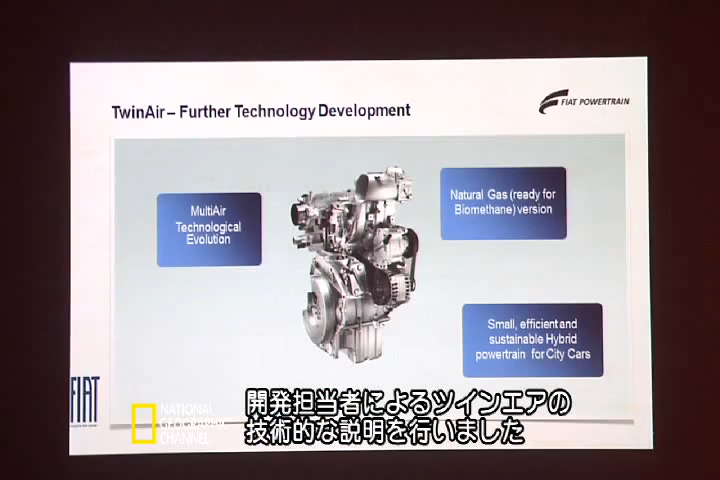 TwinAir – Further Technology Development
FIAT POWERTRAIN
MultiAir
Technological
Evolution
Natural Gas (ready for
Biomethane) version
Small, efficient and
sustainable Hybrid
powertrain for City Cars
FIAT
NATIONAL
GEOGRAPHIC
CHANNEL
開発担当者によるツインエアの
技術的な説明を行いました